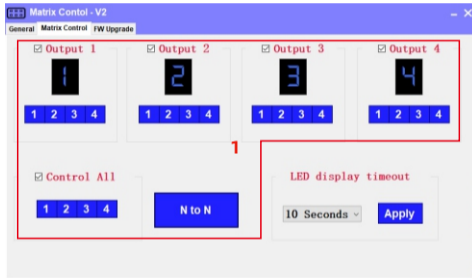 Matrix Contol - V2
General Matrix Control FW Upgrade
Output 1 Output 2 Output 3 Output 4
1 2 3 4
1 2 3 4 1 2 3 4 1 2 3 4 1 2 3 4
1
Control All LED display timeout
1 2 3 4 N to N 10 Seconds Apply